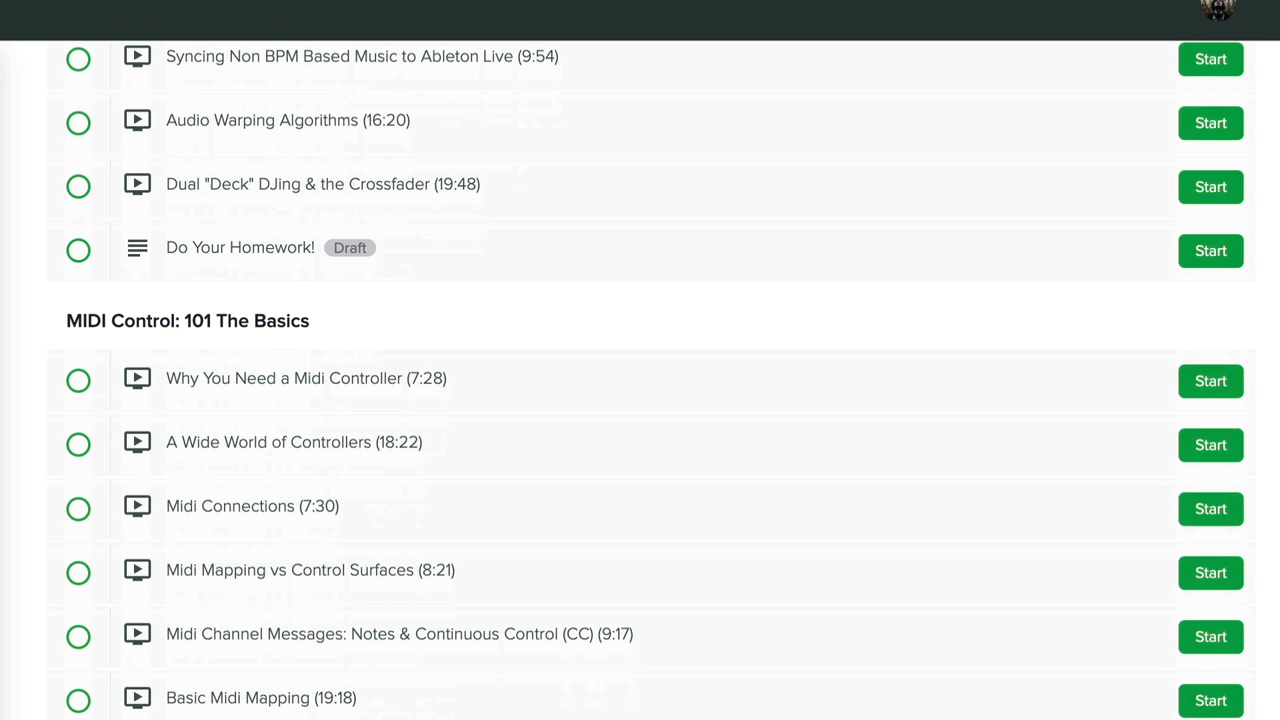 Syncing Non BPM Based Music to Ableton Live (9:54) Start
Audio Warping Algorithms (16:20) Start
Dual "Deck" DJing & the Crossfader (19:48) Start
Do Your Homework! Draft Start
MIDI Control: 101 The Basics
Why You Need a Midi Controller (7:28) Start
A Wide World of Controllers (18:22) Start
Midi Connections (7:30) Start
Midi Mapping vs Control Surfaces (8:21) Start
Midi Channel Messages: Notes & Continuous Control (CC) (9:17) Start
Basic Midi Mapping (19:18) Start